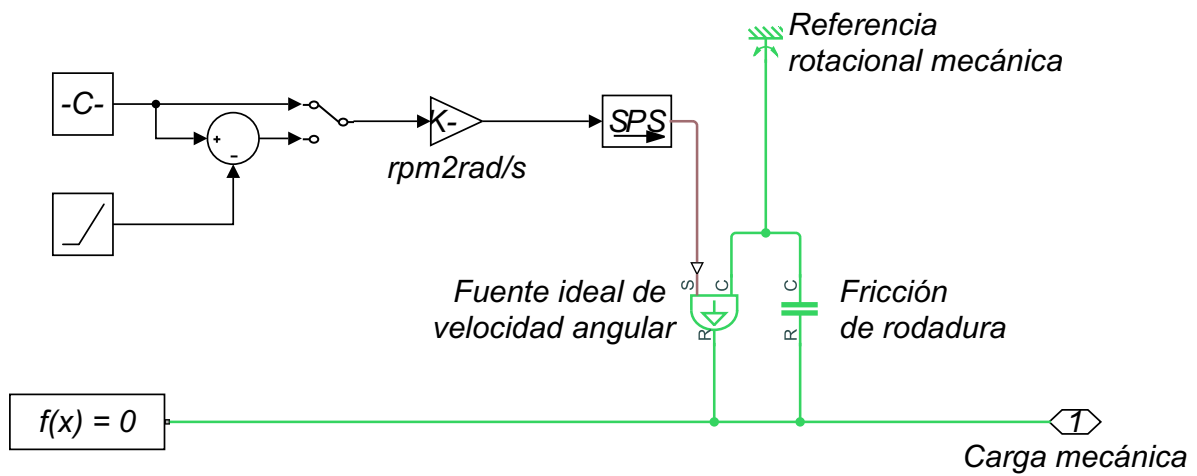 Referencia
rotacional mecánica
-C-
+
-
K-
rpm2rad/s
SPS
S
C
R
Fuente ideal de
velocidad angular
C
R
Fricción
de rodadura
f(x) = 0
1
Carga mecánica